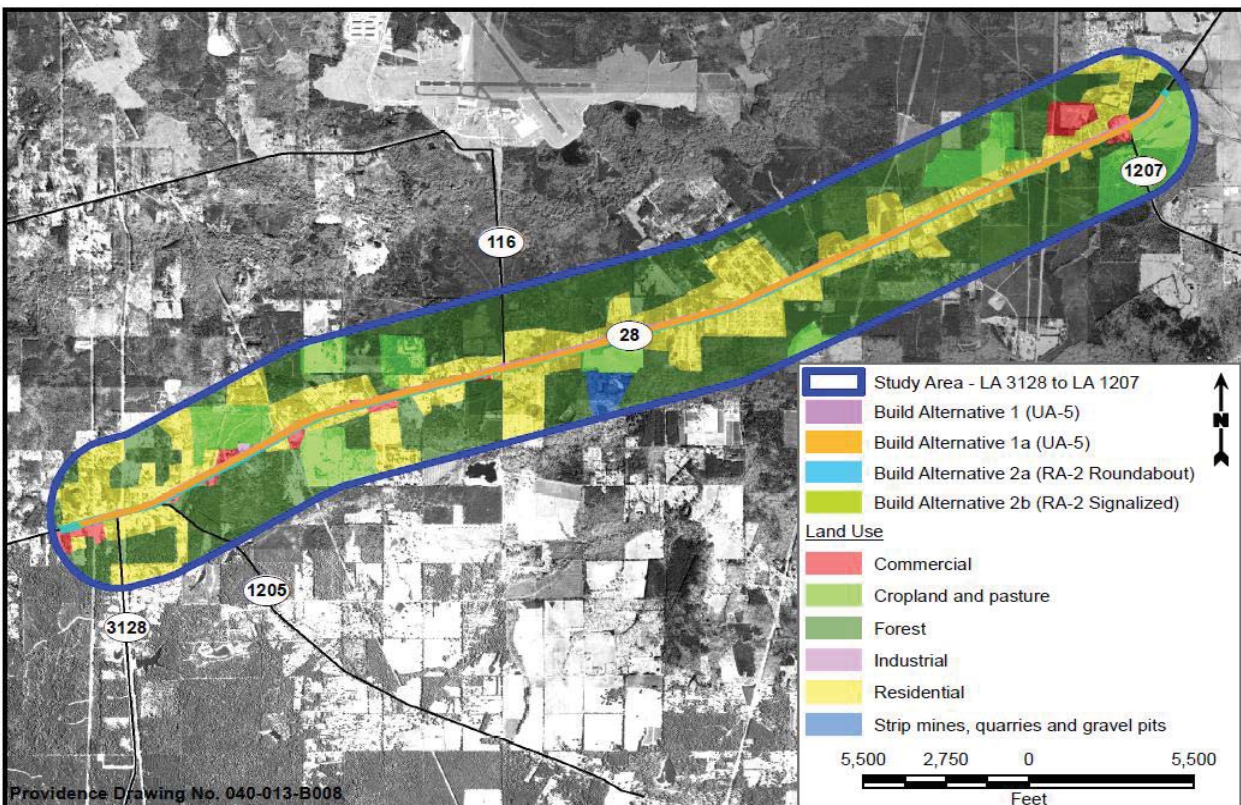 1207
116
28
1205
3128
Study Area - LA 3128 to LA 1207
Build Alternative 1 (UA-5)
Build Alternative 1a (UA-5)
Build Alternative 2a (RA-2 Roundabout)
Build Alternative 2b (RA-2 Signalized)
N
Land Use
Commercial
Cropland and pasture
Forest
Industrial
Residential
Strip mines, quarries and gravel pits
5,500 2,750 0 5,500
Feet
Providence Drawing No. 040-013-B008